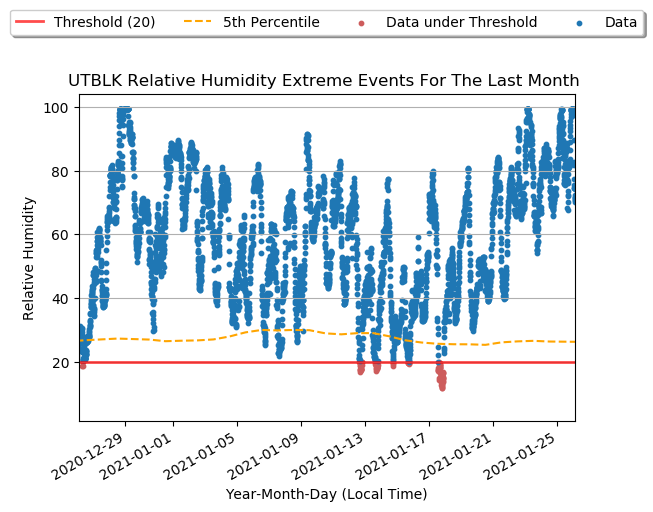 Threshold (20) 5th Percentile Data under Threshold Data
UTBLK Relative Humidity Extreme Events For The Last Month
100
80
60
40
20
Relative Humidity
2020-12-29 2021-01-01 2021-01-05 2021-01-09 2021-01-13 2021-01-17 2021-01-21 2021-01-25
Year-Month-Day (Local Time)